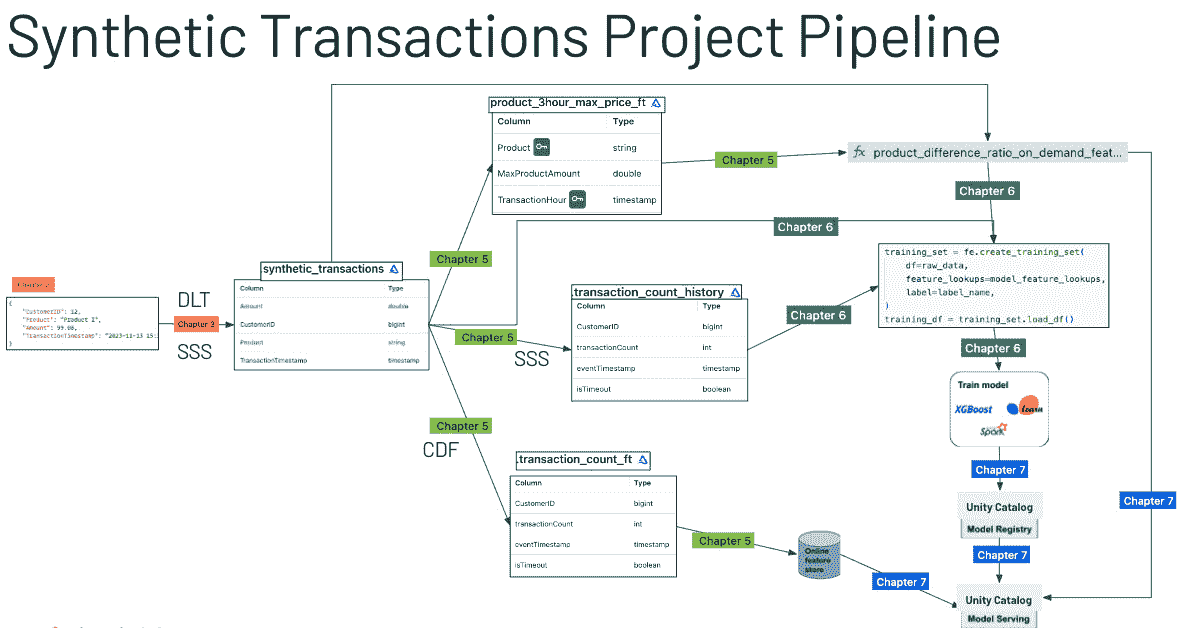 Synthetic Transactions Project Pipeline
product_3hour_max_price_ft
Column Type
Product string
MaxProductAmount double
TransactionHour timestamp
Chapter 5
fx product_difference_ratio_on_demand_feat...
Chapter 6
Chapter 6
training_set = fe.create_training_set(
df=raw_data,
feature_lookups=model_feature_lookups,
label=label_name,
)
training_df = training_set.load_df()
Chapter 5
synthetic_transactions
Column Type
Amount double
CustomerID bigint
Product string
TransactionTimestamp timestamp
{
"CustomerID": 12,
"Product": "Product I",
"Amount": 99.08,
"TransactionTimestamp": "2023-11-13 15:
}
DLT
Chapter 3
SSS
Chapter 5
SSS
transaction_count_history
Column Type
CustomerID bigint
transactionCount int
eventTimestamp timestamp
isTimeout boolean
Chapter 6
Chapter 6
Train model
XGBoost learn
Spark
Chapter 5
CDF
transaction_count_ft
Column Type
CustomerID bigint
transactionCount int
eventTimestamp timestamp
isTimeout boolean
Chapter 5
Online
feature
store
Chapter 7
Chapter 7
Unity Catalog
Model Registry
Chapter 7
Chapter 7
Unity Catalog
Model Serving